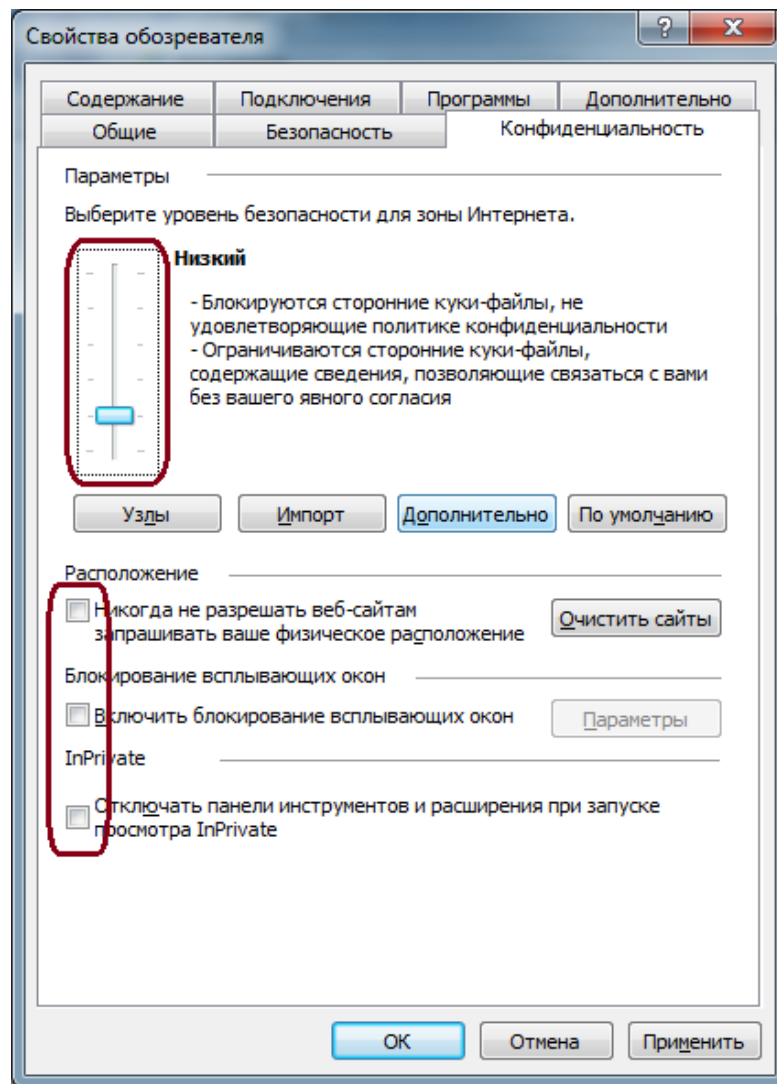 Свойства обозревателя
?
X
Содержание Подключения Программы Дополнительно
Общие Безопасность Конфиденциальность
Параметры
Выберите уровень безопасности для зоны Интернета.
Низкий
- Блокируются сторонние куки-файлы, не
удовлетворяющие политике конфиденциальности
- Ограничиваются сторонние куки-файлы,
содержащие сведения, позволяющие связаться с вами
без вашего явного согласия
Узлы Импорт Дополнительно По умолчанию
Расположение
Никогда не разрешать веб-сайтам
запрашивать ваше физическое расположение
Очистить сайты
Блокирование всплывающих окон
Включить блокирование всплывающих окон Параметры
InPrivate
Отключать панели инструментов и расширения при запуске
просмотра InPrivate
ОК Отмена Применить